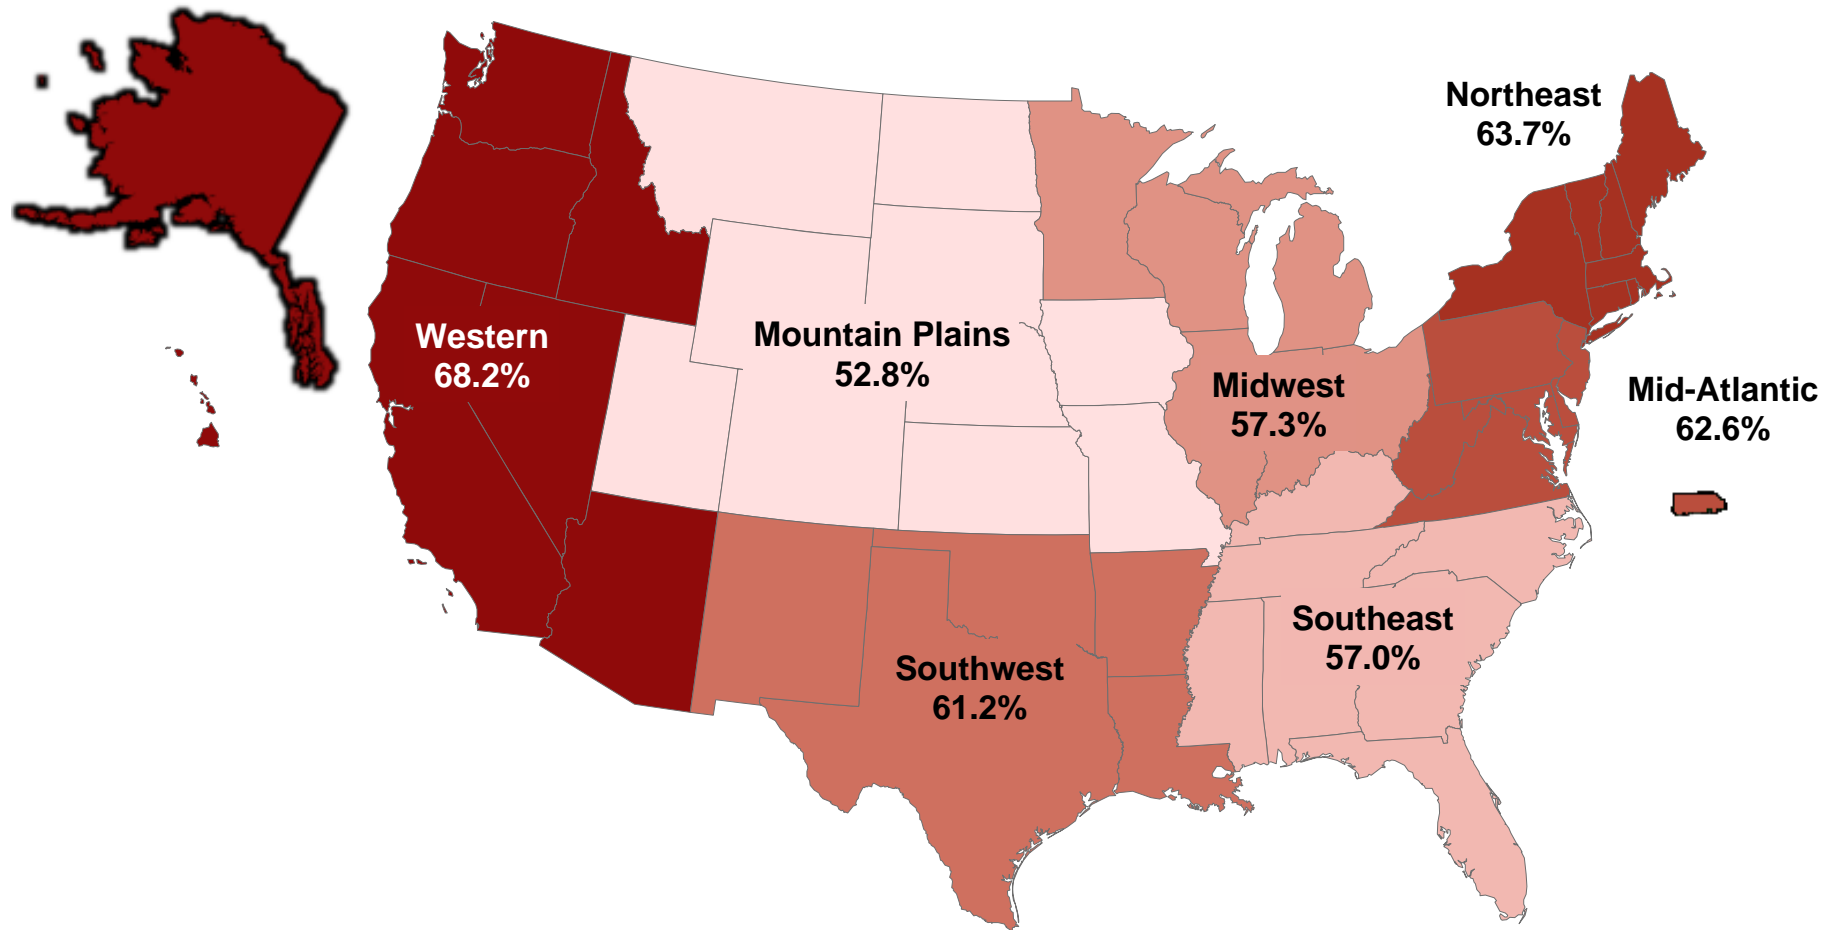 Northeast
63.7%
Western
68.2%
Mountain Plains
52.8%
Midwest
57.3%
Mid-Atlantic
62.6%
Southeast
57.0%
Southwest
61.2%